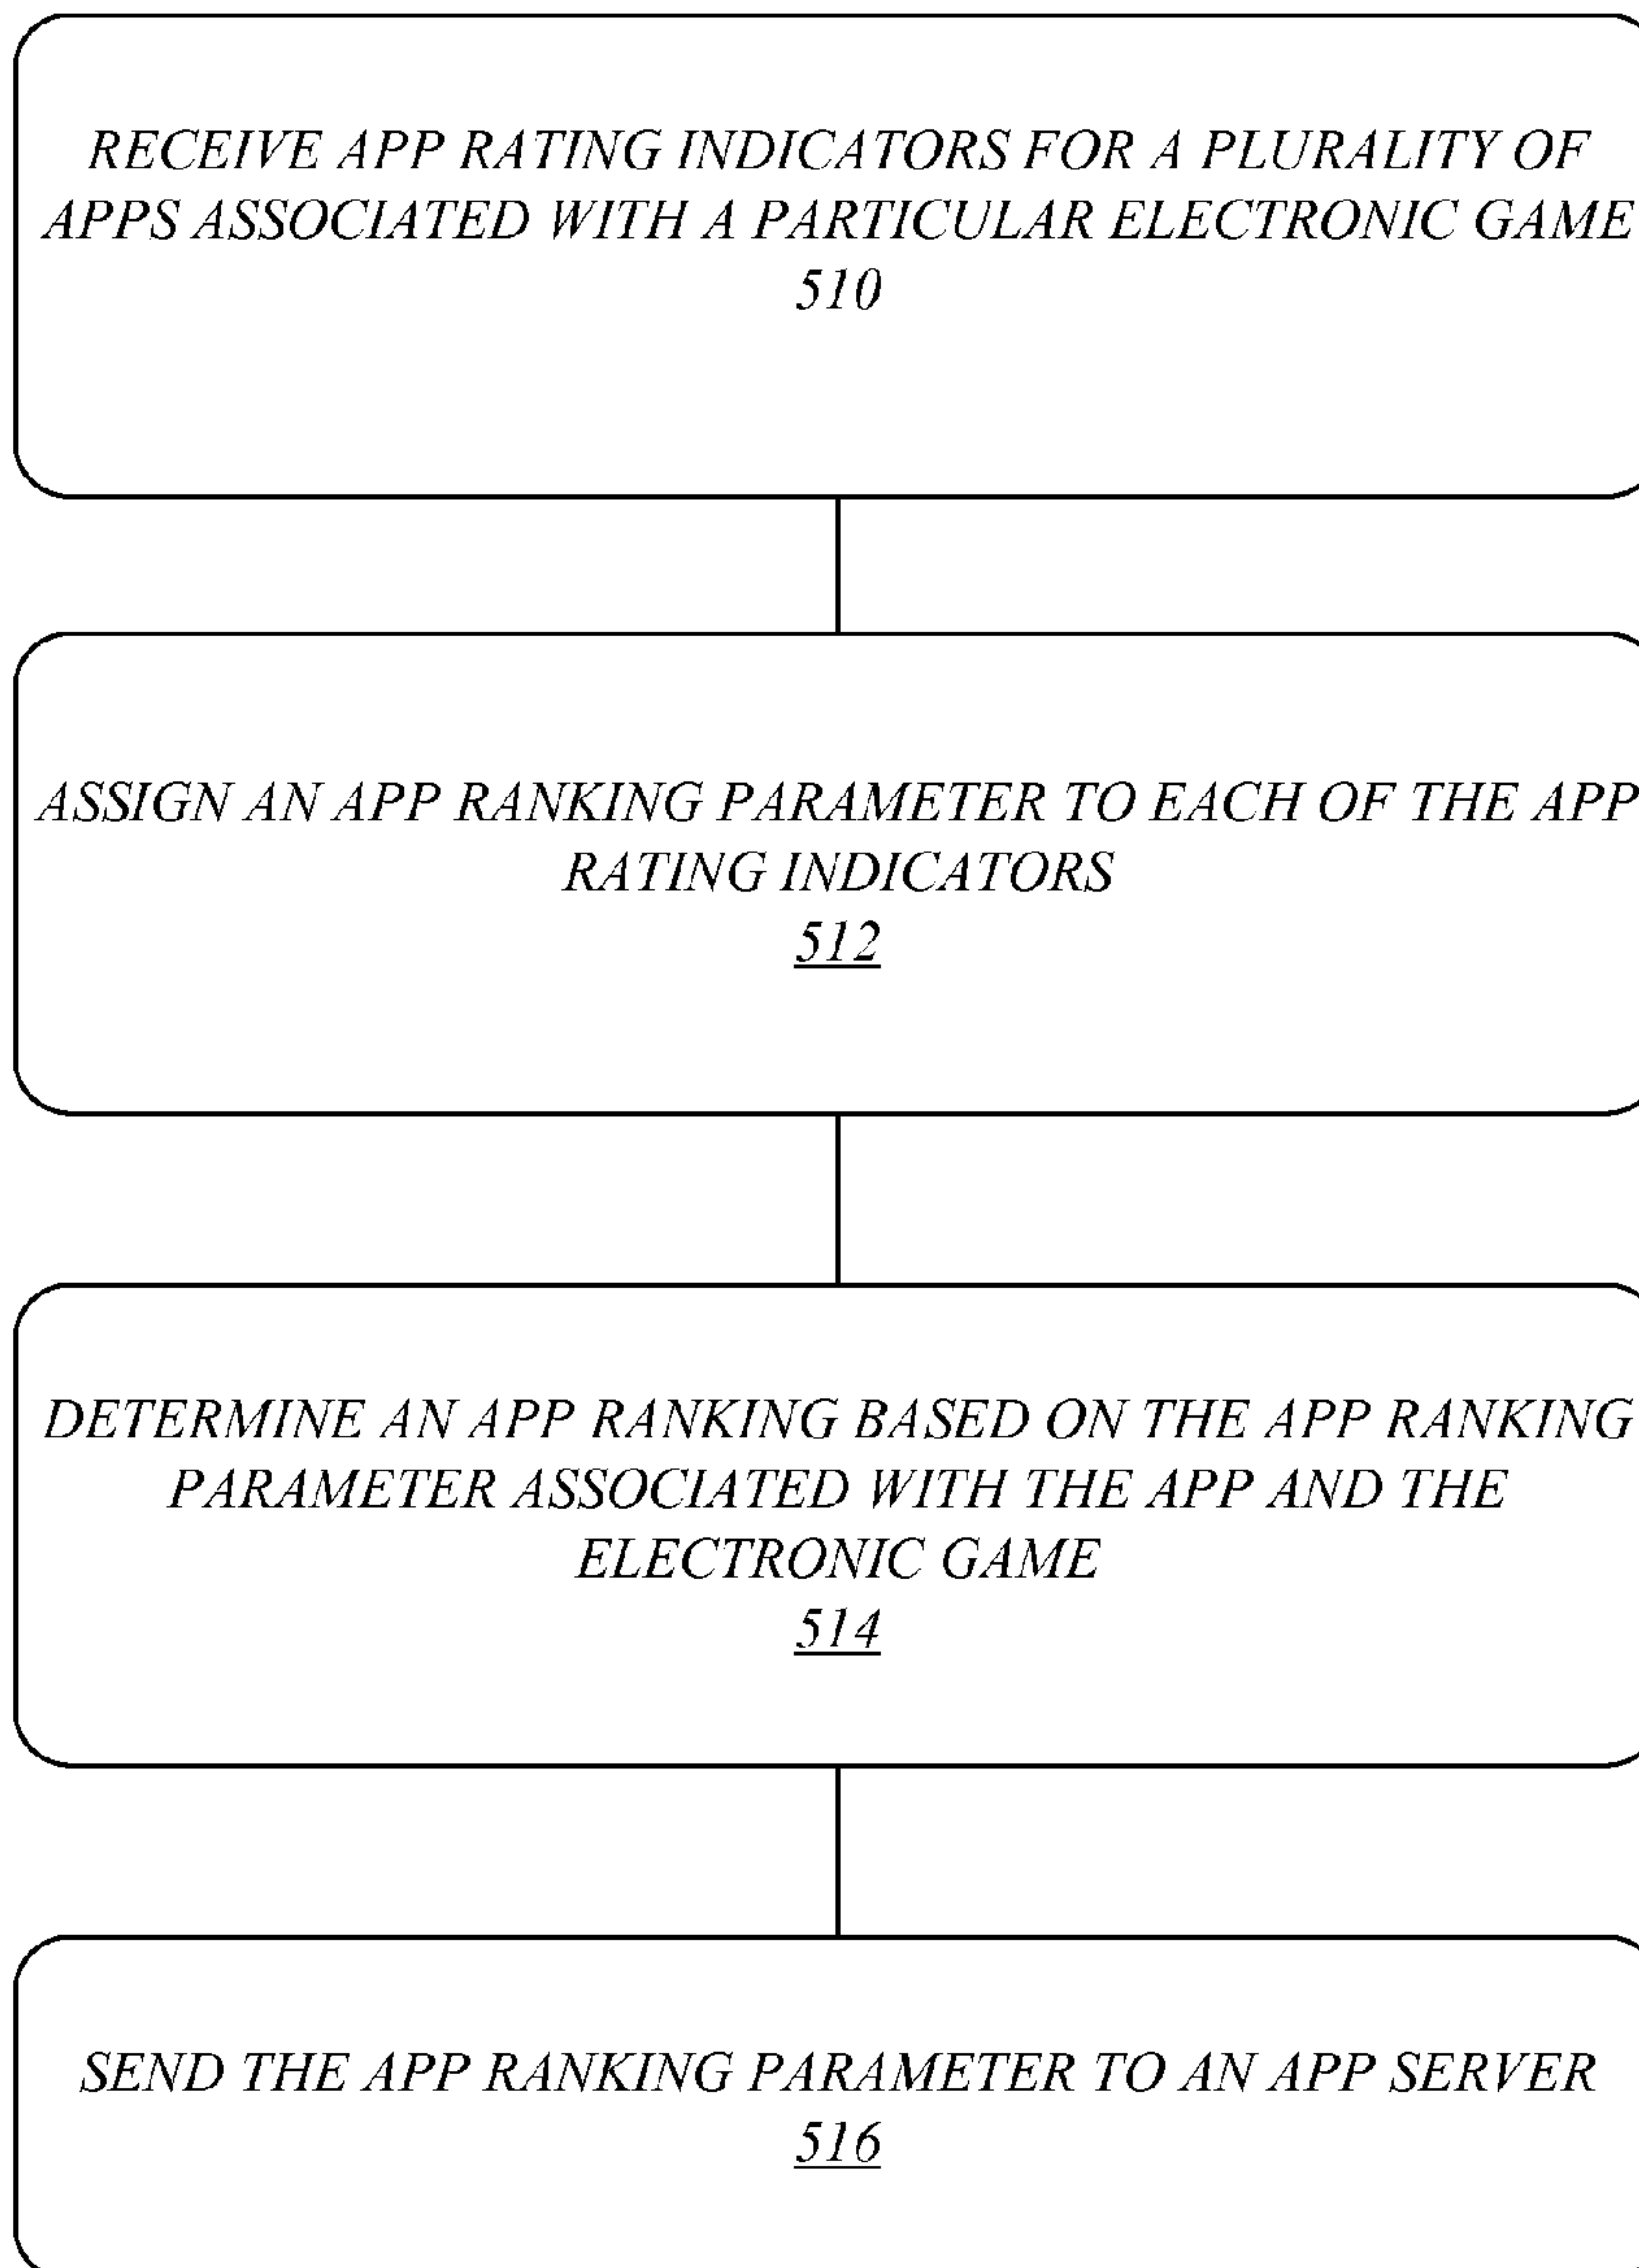 RECEIVE APP RATING INDICATORS FOR A PLURALITY OF
APPS ASSOCIATED WITH A PARTICULAR ELECTRONIC GAME
510
ASSIGN AN APP RANKING PARAMETER TO EACH OF THE APP
RATING INDICATORS
512
DETERMINE AN APP RANKING BASED ON THE APP RANKING
PARAMETER ASSOCIATED WITH THE APP AND THE
ELECTRONIC GAME
514
SEND THE APP RANKING PARAMETER TO AN APP SERVER
516